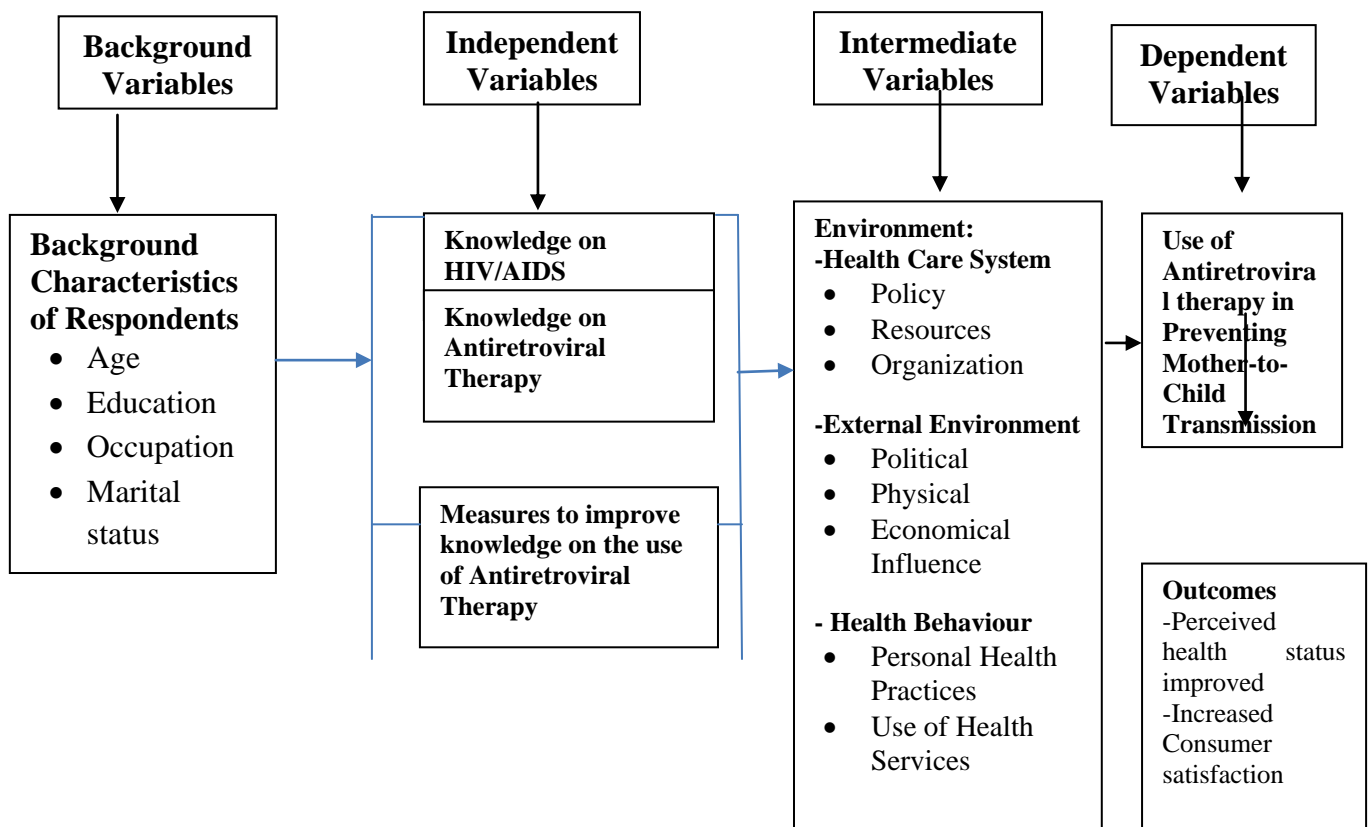 Background
Variables
Independent
Variables
Intermediate
Variables
Dependent
Variables
Background
Characteristics
of Respondents
• Age
• Education
• Occupation
• Marital
status
Knowledge on
HIV/AIDS
Knowledge on
Antiretroviral
Therapy
Measures to improve
knowledge on the use
of Antiretroviral
Therapy
Environment:
-Health Care System
• Policy
• Resources
• Organization
-External Environment
• Political
• Physical
• Economical
Influence
- Health Behaviour
• Personal Health
Practices
• Use of Health
Services
Use of
Antiretrovira
l therapy in
Preventing
Mother-to-
Child
Transmission
Outcomes
-Perceived
health status
improved
-Increased
Consumer
satisfaction